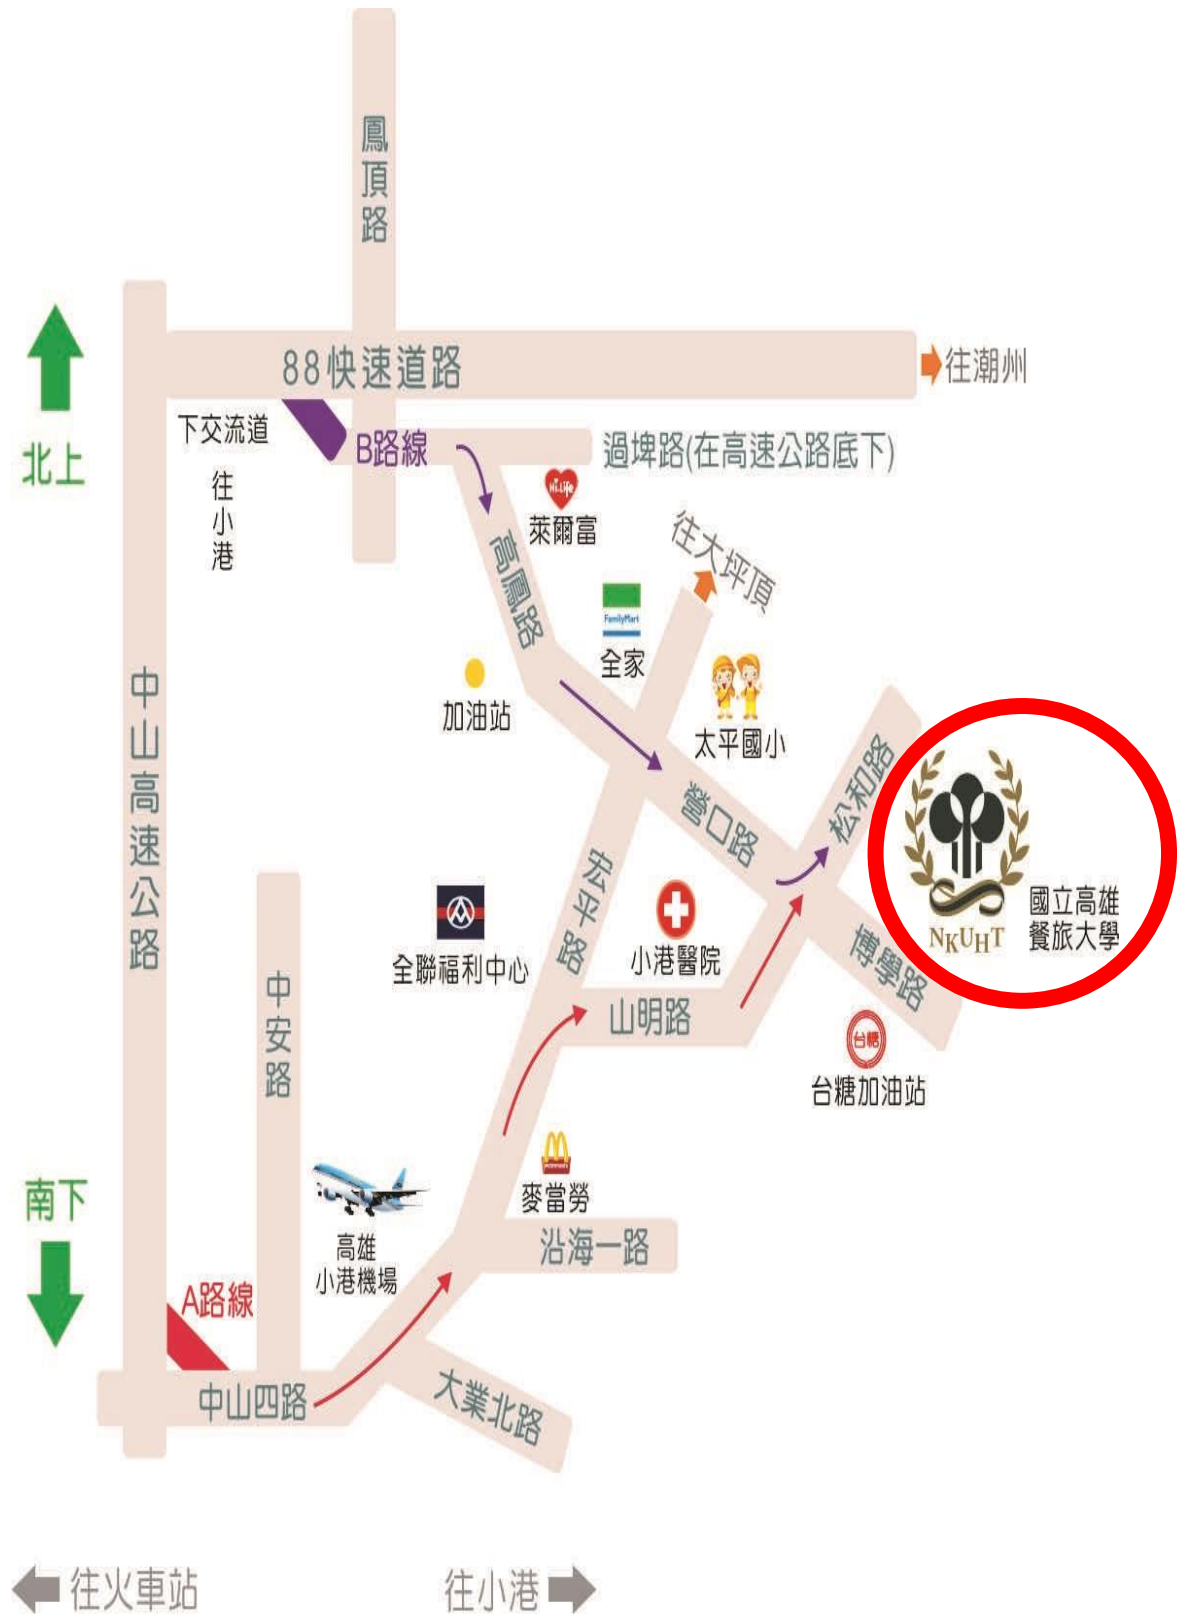 鳳頂路
88快速道路
往潮州
北上
下交流道
往小港
B路線
過埤路(在高速公路底下)
Hi-Life
萊爾富
高鳳路
往大坪頂
FamilyMart
全家
加油站
太平國小
中山高速公路
營口路
松和路
NKUHT
國立高雄
餐旅大學
宏平路
全聯福利中心
小港醫院
博學路
中安路
山明路
台糖
台糖加油站
南下
麥當勞
高雄
小港機場
沿海一路
A路線
中山四路
大業北路
往火車站
往小港